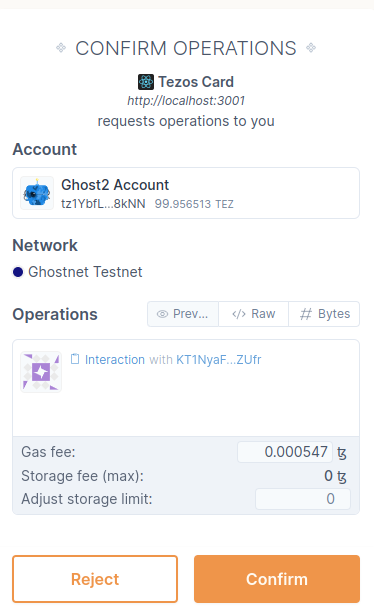 CONFIRM OPERATIONS
Tezos Card
http://localhost:3001
requests operations to you
Account
Ghost2 Account
tz1YbfL...8kNN 99.956513 TEZ
Network
Ghostnet Testnet
Operations Prev... </> Raw # Bytes
Interaction with KT1NyaF...ZUfr
Gas fee: 0.000547 ꜩ
Storage fee (max): 0 ꜩ
Adjust storage limit: 0
Reject Confirm